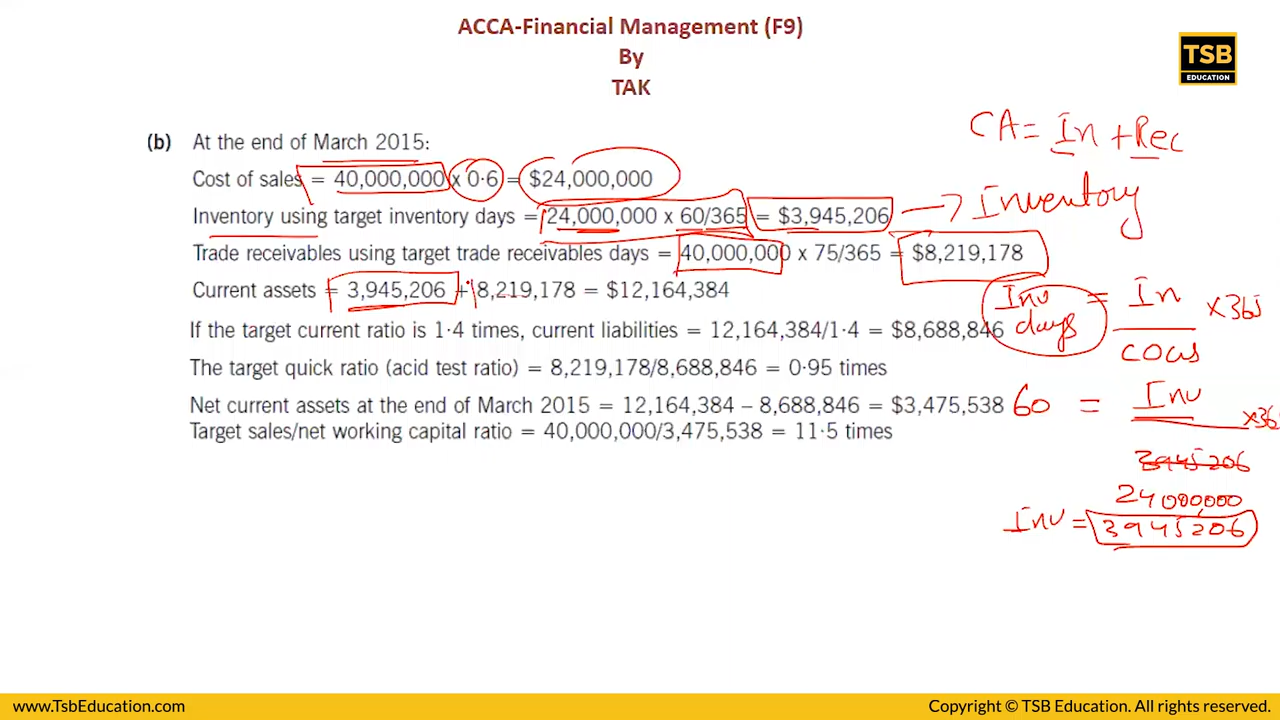 ACCA-Financial Management (F9)
By
TAK
TSB
EDUCATION
CA = In + Rec
(b) At the end of March 2015:
Cost of sales = 40,000,000 x 0·6 = $24,000,000
Inventory using target inventory days = 24,000,000 x 60/365 = $3,945,206 → Inventory
Trade receivables using target trade receivables days = 40,000,000 x 75/365 = $8,219,178
Current assets = 3,945,206 + 8,219,178 = $12,164,384
Inv days = In x365
If the target current ratio is 1·4 times, current liabilities = 12,164,384/1·4 = $8,688,846
COGS
The target quick ratio (acid test ratio) = 8,219,178/8,688,846 = 0·95 times
Net current assets at the end of March 2015 = 12,164,384 – 8,688,846 = $3,475,538
60 = Inv x36
Target sales/net working capital ratio = 40,000,000/3,475,538 = 11·5 times
3945206
24000,000
Inv = 3945206
www.TsbEducation.com
Copyright © TSB Education. All rights reserved.